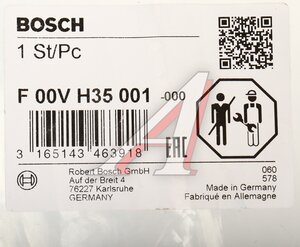 BOSCH
1 St/Pc
F 00V H35 001 -000
3 165143 463918
EAC
Robert Bosch GmbH
Auf der Breit 4
76227 Karlsruhe
GERMANY
060
578
Made in Germany
Fabriqué en Allemagne